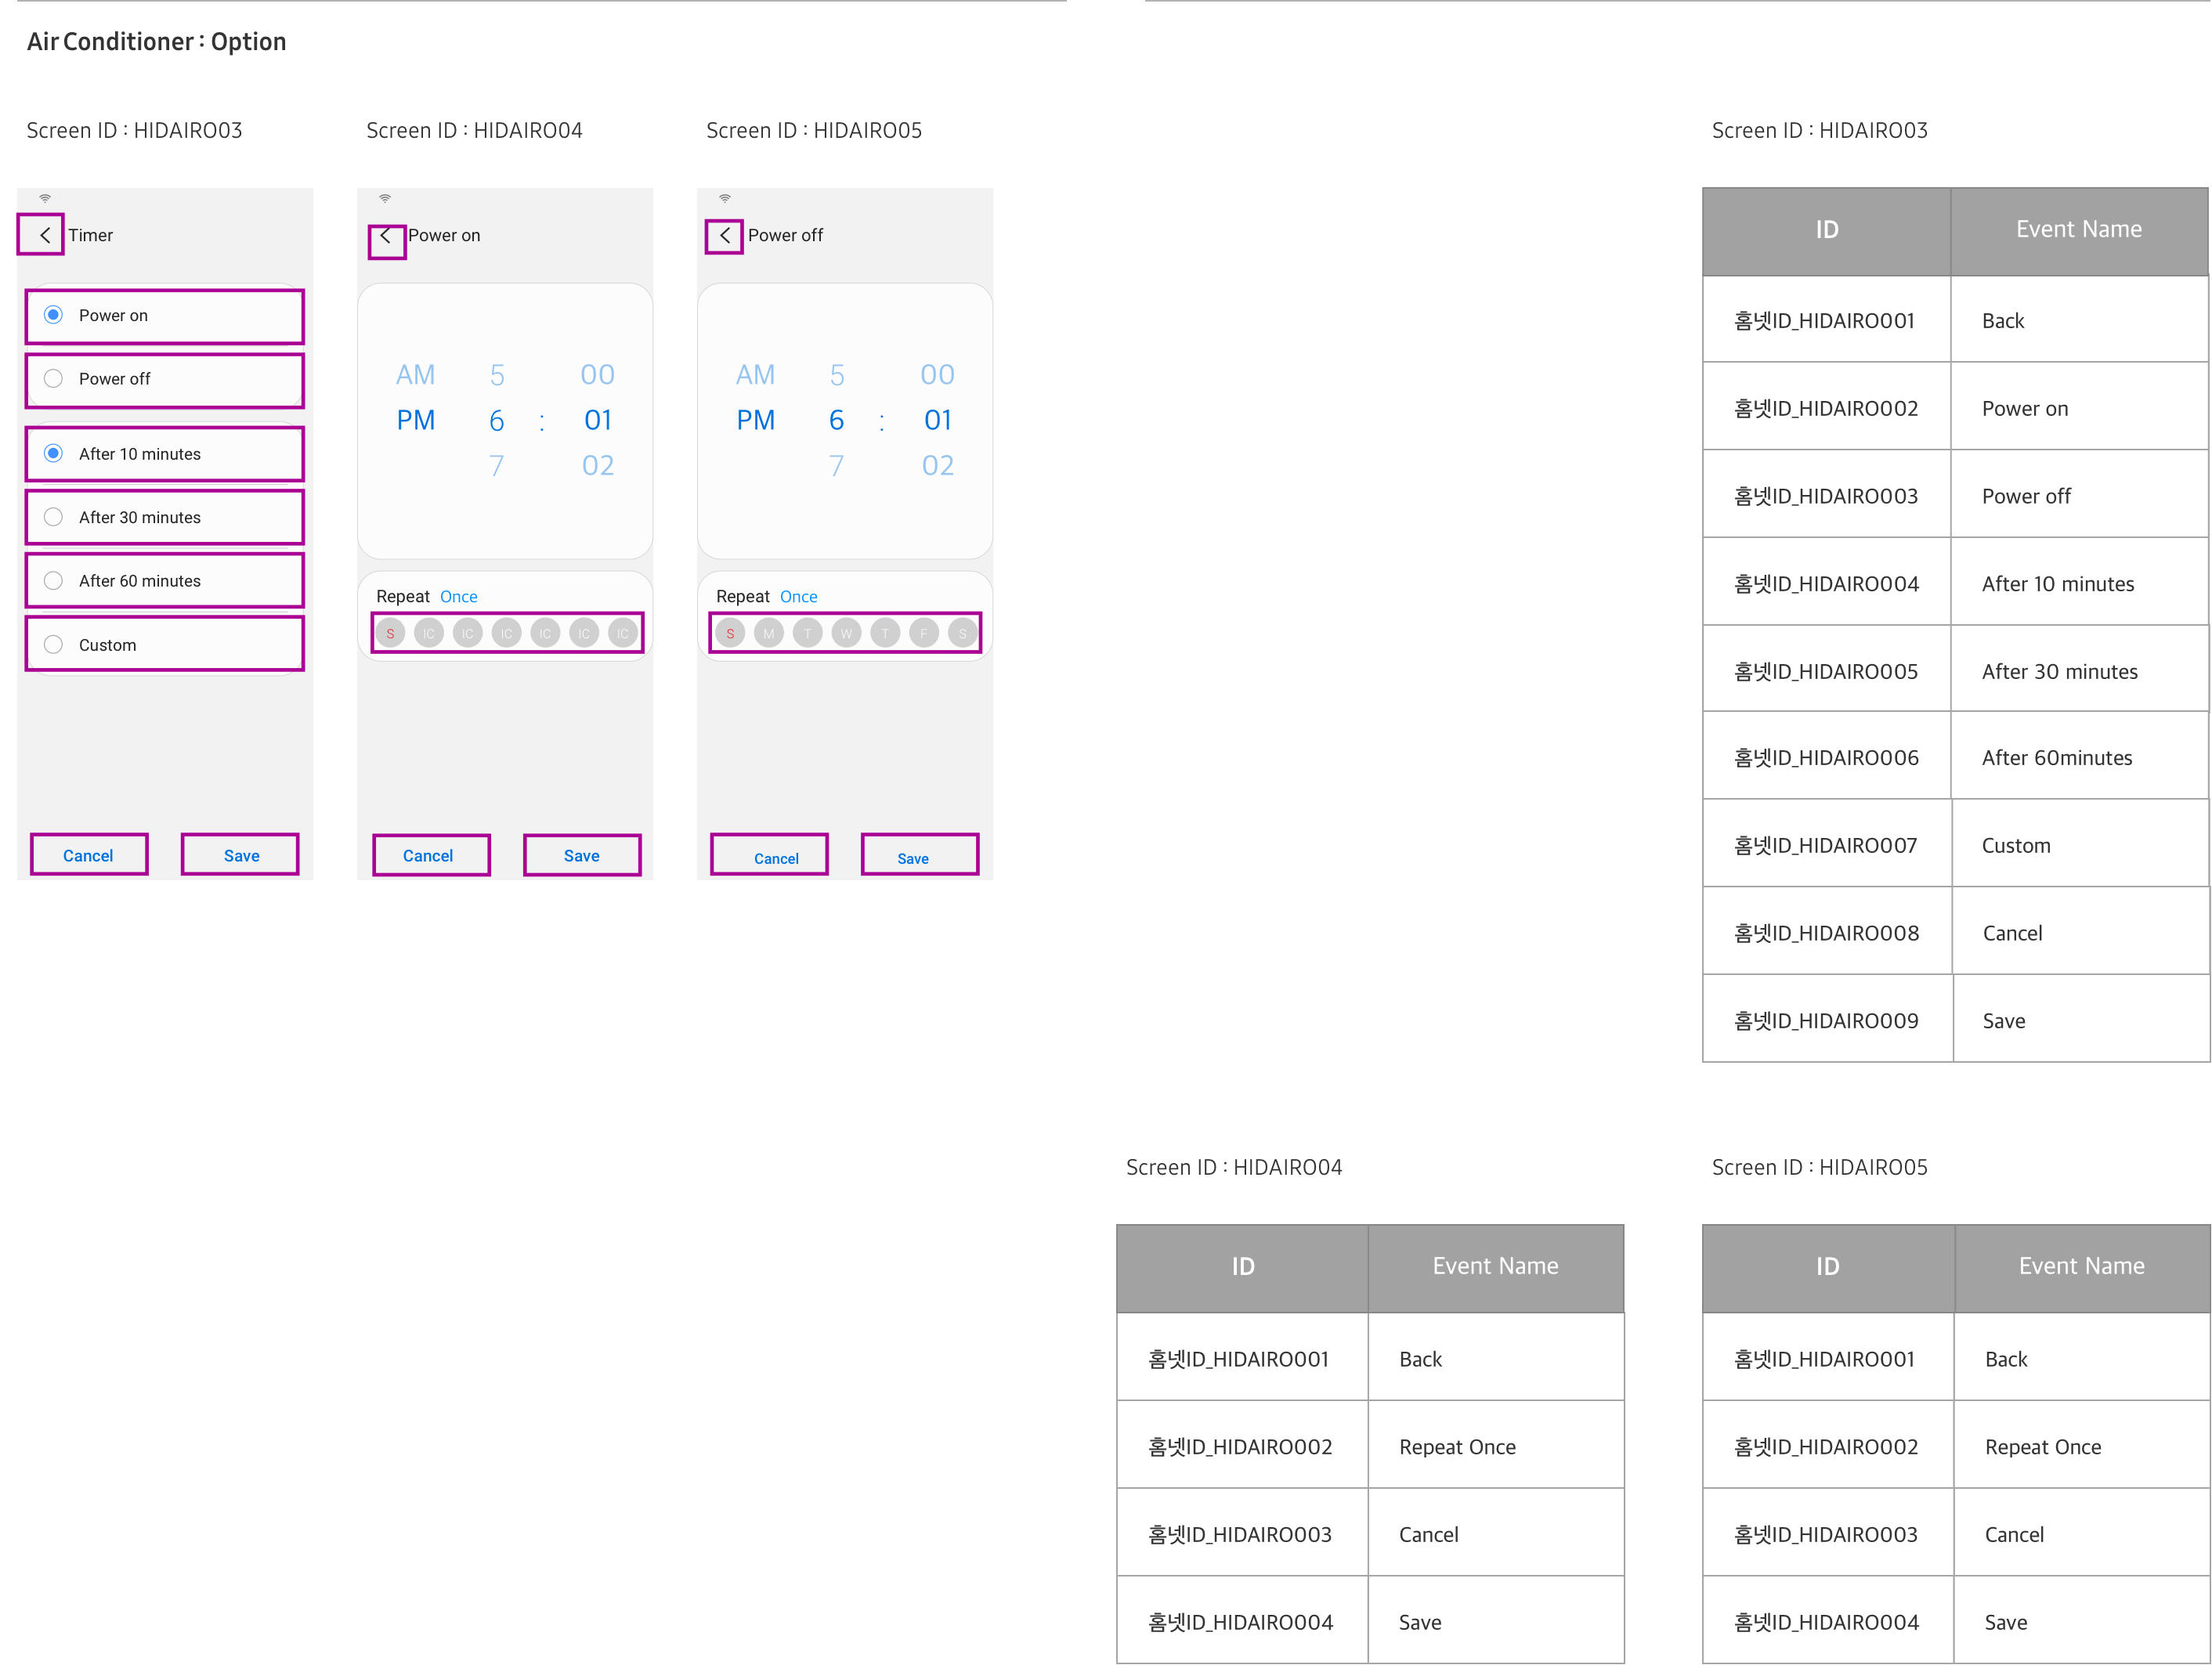 Air Conditioner : Option
Screen ID : HIDAIRO03
Timer
Power on
Power off
After 10 minutes
After 30 minutes
After 60 minutes
Custom
Cancel Save
Screen ID : HIDAIRO04
Power on
AM 5 00
PM 6 : 01
7 02
Repeat Once
S IC IC IC IC IC IC
Cancel Save
Screen ID : HIDAIRO05
Power off
AM 5 00
PM 6 : 01
7 02
Repeat Once
S M T W T F S
Cancel Save
Screen ID : HIDAIRO03
ID Event Name
홈넷ID_HIDAIRO001 Back
홈넷ID_HIDAIRO002 Power on
홈넷ID_HIDAIRO003 Power off
홈넷ID_HIDAIRO004 After 10 minutes
홈넷ID_HIDAIRO005 After 30 minutes
홈넷ID_HIDAIRO006 After 60minutes
홈넷ID_HIDAIRO007 Custom
홈넷ID_HIDAIRO008 Cancel
홈넷ID_HIDAIRO009 Save
Screen ID : HIDAIRO04
ID Event Name
홈넷ID_HIDAIRO001 Back
홈넷ID_HIDAIRO002 Repeat Once
홈넷ID_HIDAIRO003 Cancel
홈넷ID_HIDAIRO004 Save
Screen ID : HIDAIRO05
ID Event Name
홈넷ID_HIDAIRO001 Back
홈넷ID_HIDAIRO002 Repeat Once
홈넷ID_HIDAIRO003 Cancel
홈넷ID_HIDAIRO004 Save